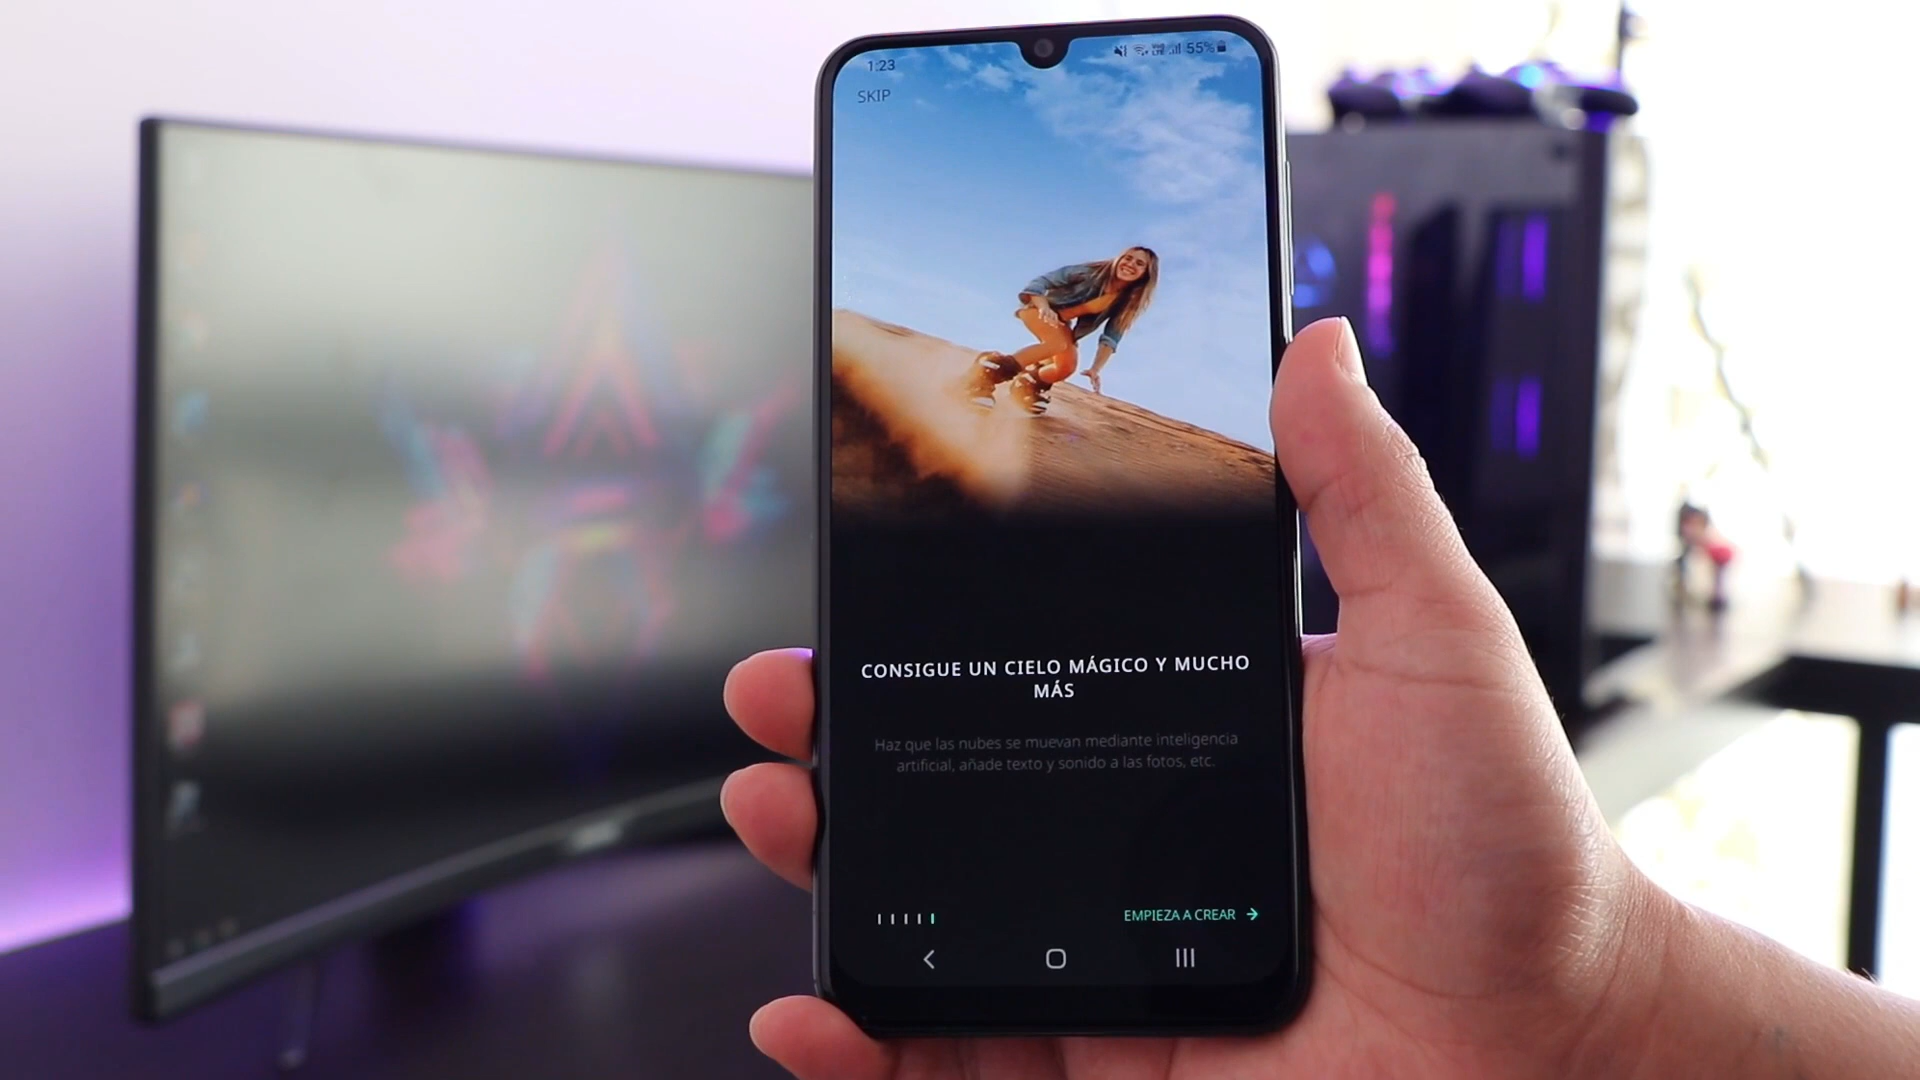 1:23
55%
SKIP
CONSIGUE UN CIELO MÁGICO Y MUCHO
MÁS
Haz que las nubes se muevan mediante inteligencia
artificial, añade texto y sonido a las fotos, etc.
EMPIEZA A CREAR